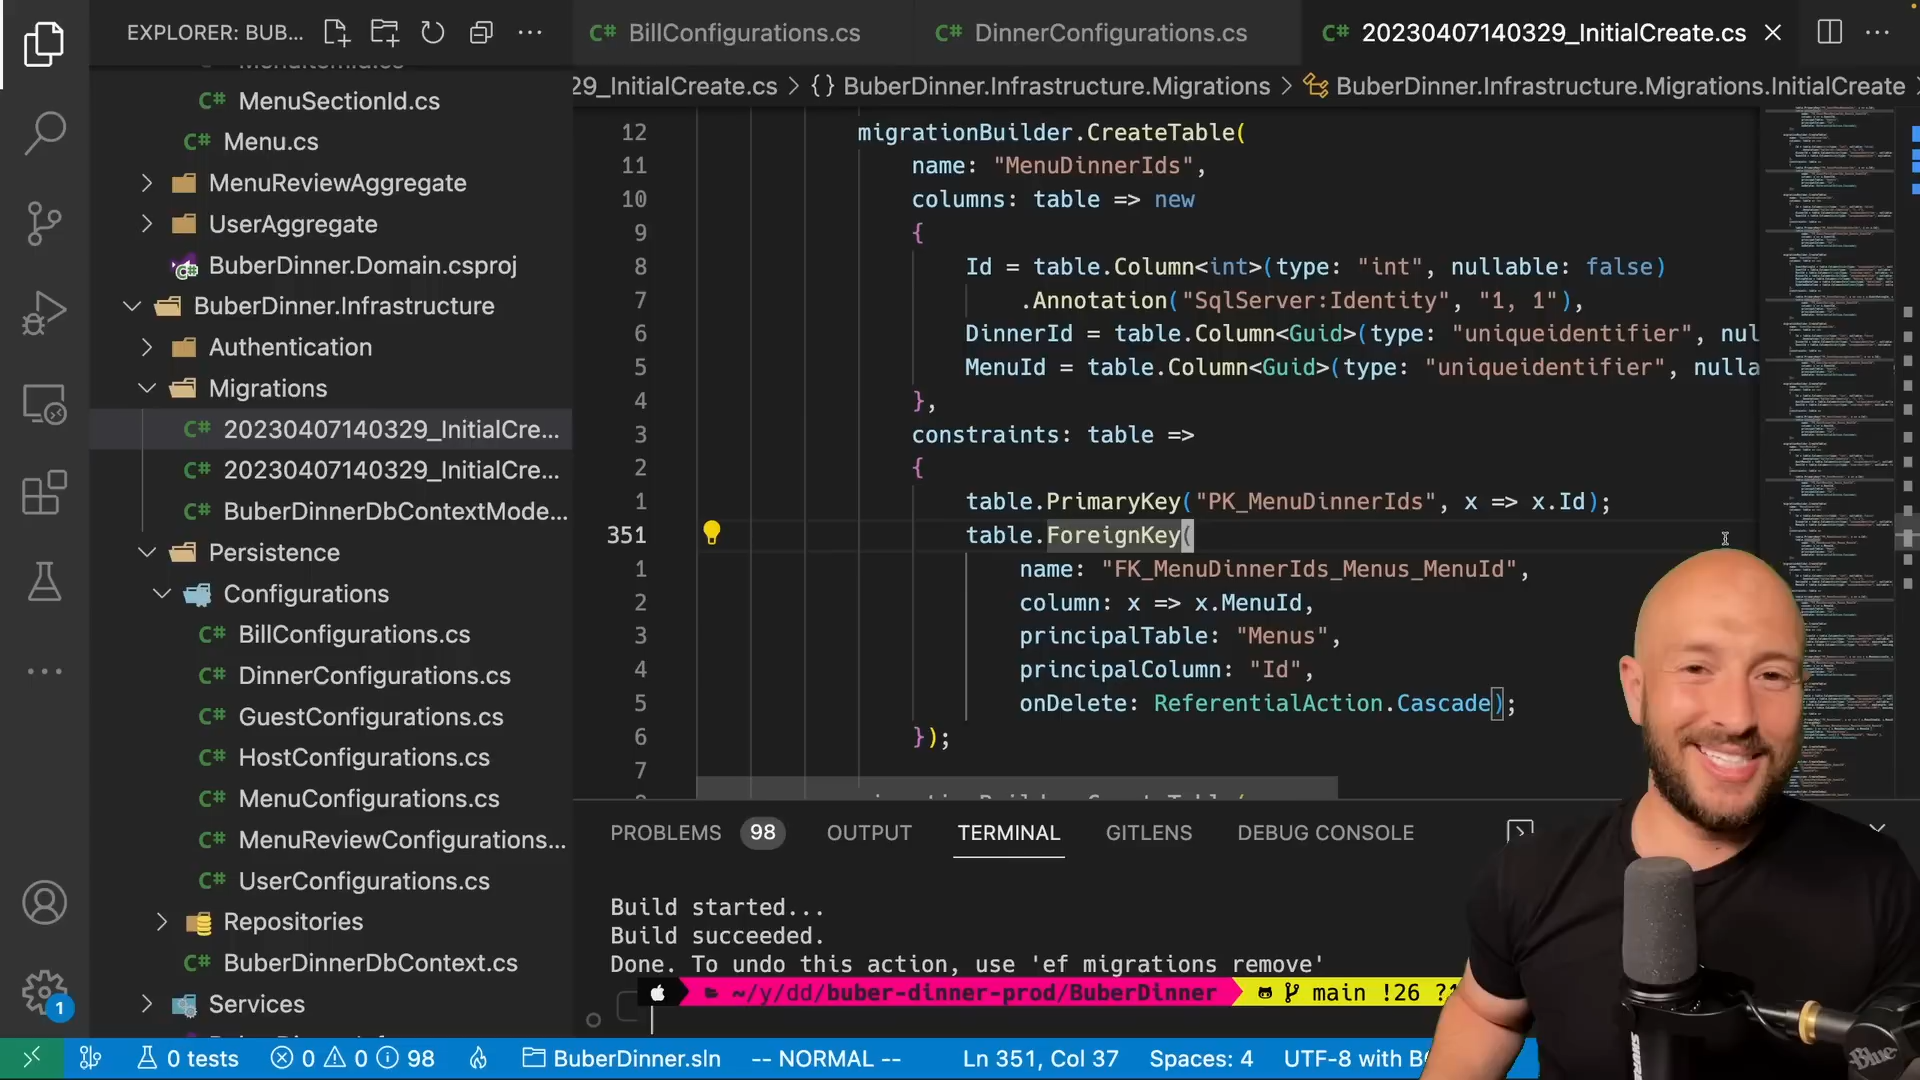 EXPLORER: BUB...
MenuSectionId.cs
Menu.cs
MenuReviewAggregate
UserAggregate
BuberDinner.Domain.csproj
BuberDinner.Infrastructure
Authentication
Migrations
20230407140329_InitialCre...
20230407140329_InitialCre...
BuberDinnerDbContextMode...
Persistence
Configurations
BillConfigurations.cs
DinnerConfigurations.cs
GuestConfigurations.cs
HostConfigurations.cs
MenuConfigurations.cs
MenuReviewConfigurations...
UserConfigurations.cs
Repositories
BuberDinnerDbContext.cs
Services
1
BillConfigurations.cs DinnerConfigurations.cs 20230407140329_InitialCreate.cs
29_InitialCreate.cs > {} BuberDinner.Infrastructure.Migrations > BuberDinner.Infrastructure.Migrations.InitialCreate
12 migrationBuilder.CreateTable(
11 name: "MenuDinnerIds",
10 columns: table => new
9 {
8 Id = table.Column<int>(type: "int", nullable: false)
7 .Annotation("SqlServer:Identity", "1, 1"),
6 DinnerId = table.Column<Guid>(type: "uniqueidentifier", nul
5 MenuId = table.Column<Guid>(type: "uniqueidentifier", nulla
4 },
3 constraints: table =>
2 {
1 table.PrimaryKey("PK_MenuDinnerIds", x => x.Id);
351 table.ForeignKey(
1 name: "FK_MenuDinnerIds_Menus_MenuId",
2 column: x => x.MenuId,
3 principalTable: "Menus",
4 principalColumn: "Id",
5 onDelete: ReferentialAction.Cascade);
6 });
7
PROBLEMS 98 OUTPUT TERMINAL GITLENS DEBUG CONSOLE
Build started...
Build succeeded.
Done. To undo this action, use 'ef migrations remove'
~/y/dd/buber-dinner-prod/BuberDinner main !26
0 tests 0 0 98 BuberDinner.sln -- NORMAL -- Ln 351, Col 37 Spaces: 4 UTF-8 with
SHURE
Blue